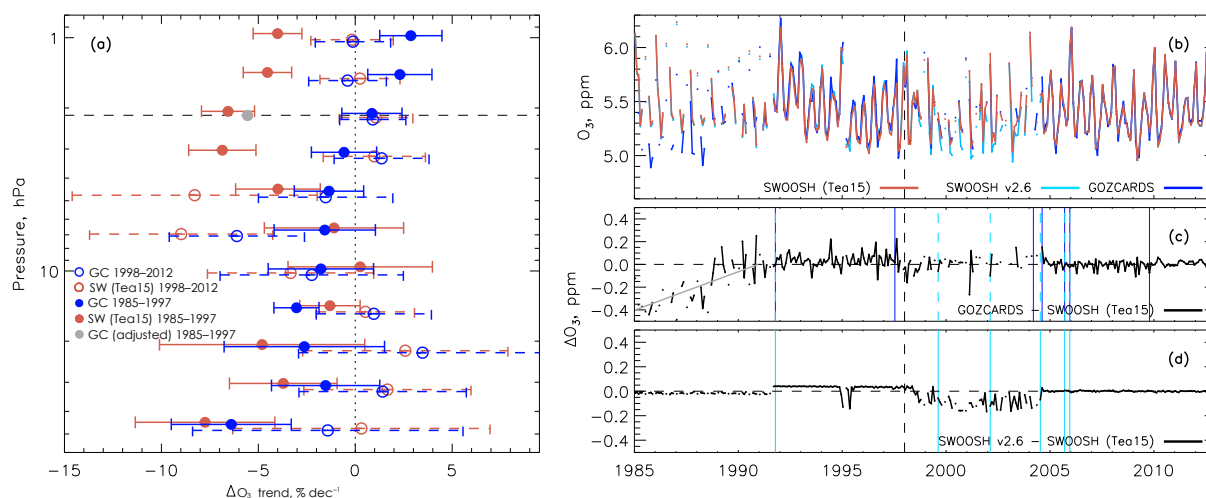 (a)
1
10
Pressure, hPa
GC 1998–2012
SW (Tea15) 1998–2012
GC 1985–1997
SW (Tea15) 1985–1997
GC (adjusted) 1985–1997
−15 −10 −5 0 5
ΔO₃ trend, % dec⁻¹
(b)
6.0
5.5
5.0
O₃, ppm
SWOOSH (Tea15) SWOOSH v2.6 GOZCARDS
(c)
0.4
0.2
0.0
−0.2
−0.4
GOZCARDS − SWOOSH (Tea15)
ΔO₃, ppm
(d)
0.4
0.2
0.0
−0.2
−0.4
SWOOSH v2.6 − SWOOSH (Tea15)
1985 1990 1995 2000 2005 2010